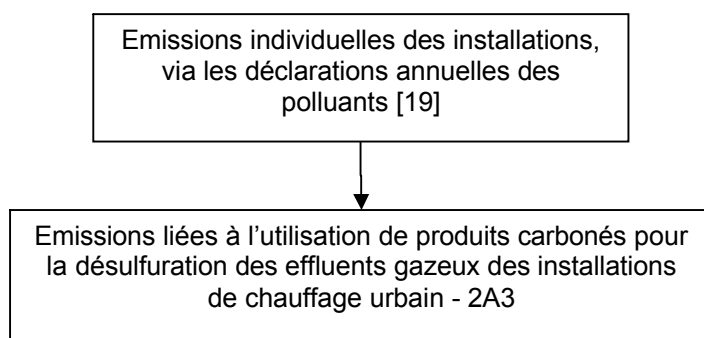 Emissions individuelles des installations,
via les déclarations annuelles des
polluants [19]
Emissions liées à l'utilisation de produits carbonés pour
la désulfuration des effluents gazeux des installations
de chauffage urbain - 2A3